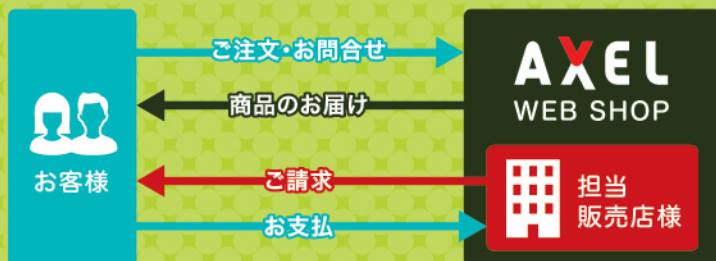 ご注文・お問合せ
商品のお届け
ご請求
お支払
お客様
AXEL
WEB SHOP
担当
販売店様